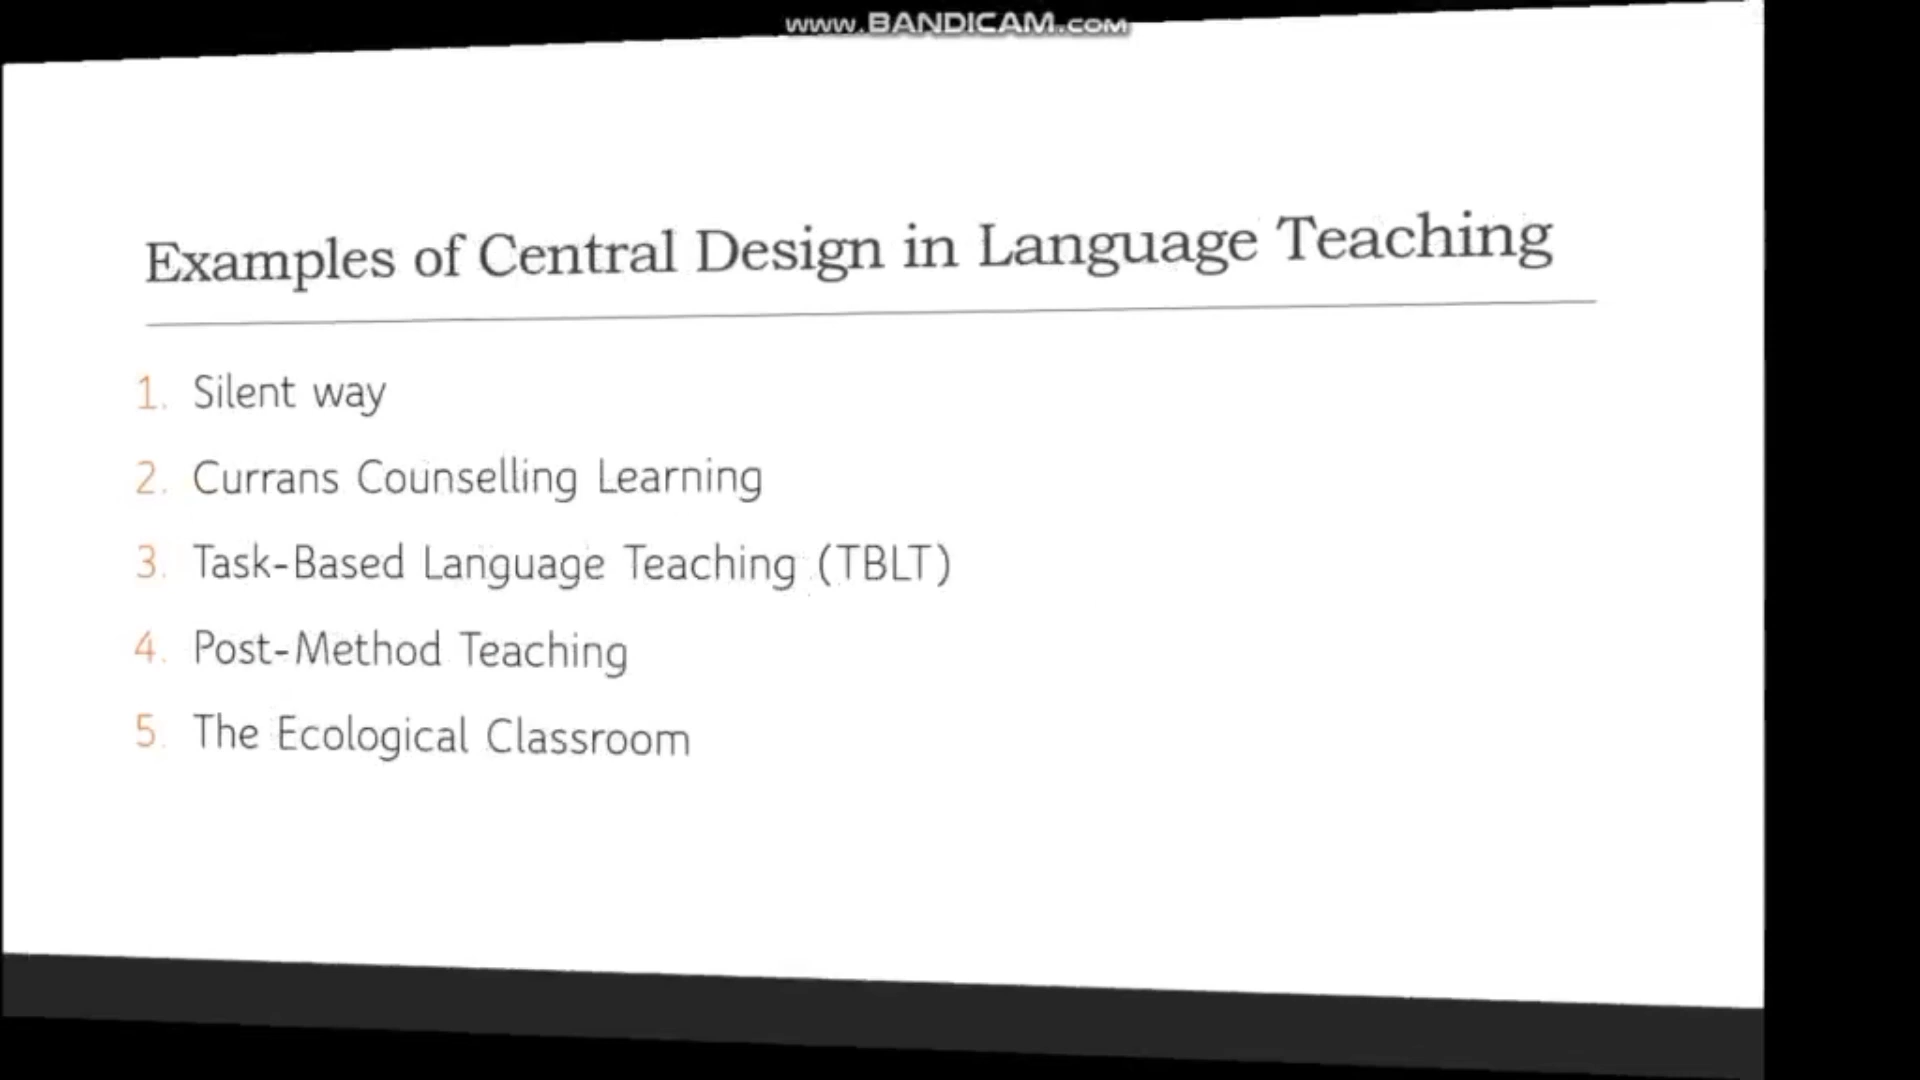 www.BANDICAM.com
Examples of Central Design in Language Teaching
1. Silent way
2. Currans Counselling Learning
3. Task-Based Language Teaching (TBLT)
4. Post-Method Teaching
5. The Ecological Classroom